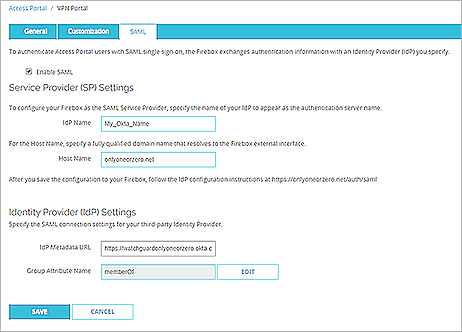 Access Portal / VPN Portal
General Customization SAML
To authenticate Access Portal users with SAML single sign-on, the Firebox exchanges authentication information with an Identity Provider (IdP) you specify.
Enable SAML
Service Provider (SP) Settings
To configure your Firebox as the SAML Service Provider, specify the name of your IdP to appear as the authentication server name.
IdP Name My_Okta_Name
For the Host Name, specify a fully qualified domain name that resolves to the Firebox external interface.
Host Name onlyoneorzero.net
After you save the configuration to your Firebox, follow the IdP configuration instructions at https://onlyoneorzero.net/auth/saml
Identity Provider (IdP) Settings
Specify the SAML connection settings for your third-party Identity Provider.
IdP Metadata URL https://watchguardonlyoneorzero.okta.c
Group Attribute Name memberOf EDIT
SAVE CANCEL